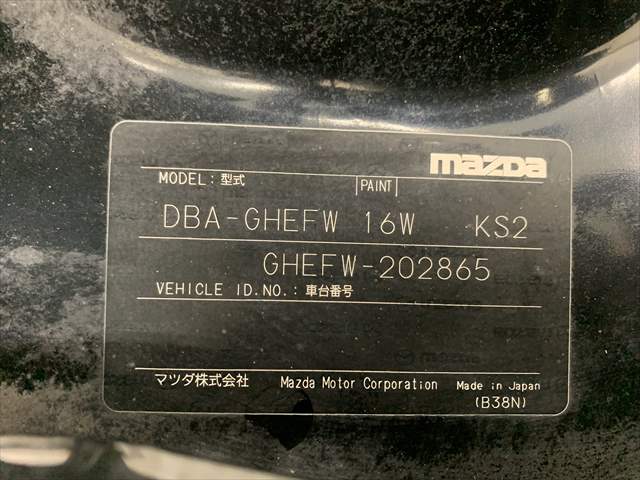 mazda
MODEL:型式 PAINT
DBA-GHEFW 16W KS2
GHEFW-202865
VEHICLE ID.NO.:車台番号
マツダ株式会社 Mazda Motor Corporation Made in Japan
(B38N)